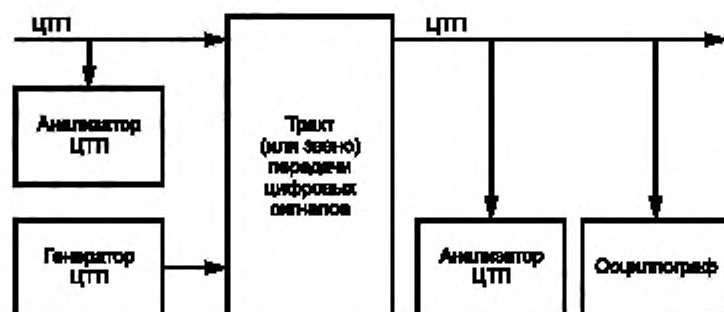 ЦТП
ЦТП
Анализатор
ЦТП
Тракт
(или звено)
передачи
цифровых
сигналов
Генератор
ЦТП
Анализатор
ЦТП
Осциллограф